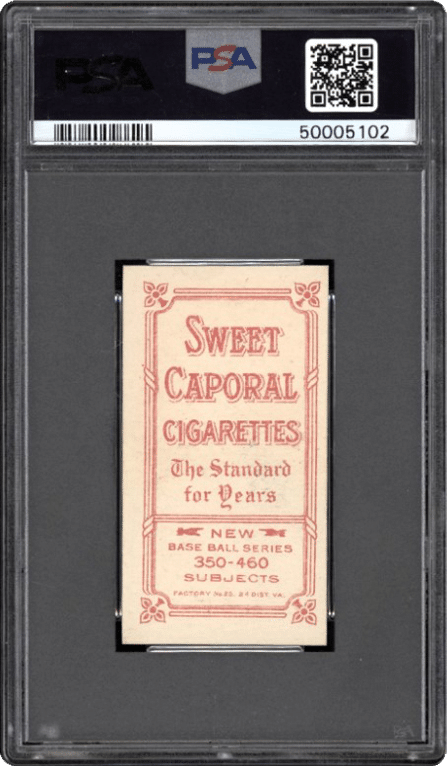 PSA
PSA
50005102
SWEET
CAPORAL
CIGARETTES
The Standard
for Years
NEW
BASE BALL SERIES
350-460
SUBJECTS
FACTORY No. 25, 2d DIST. VA.